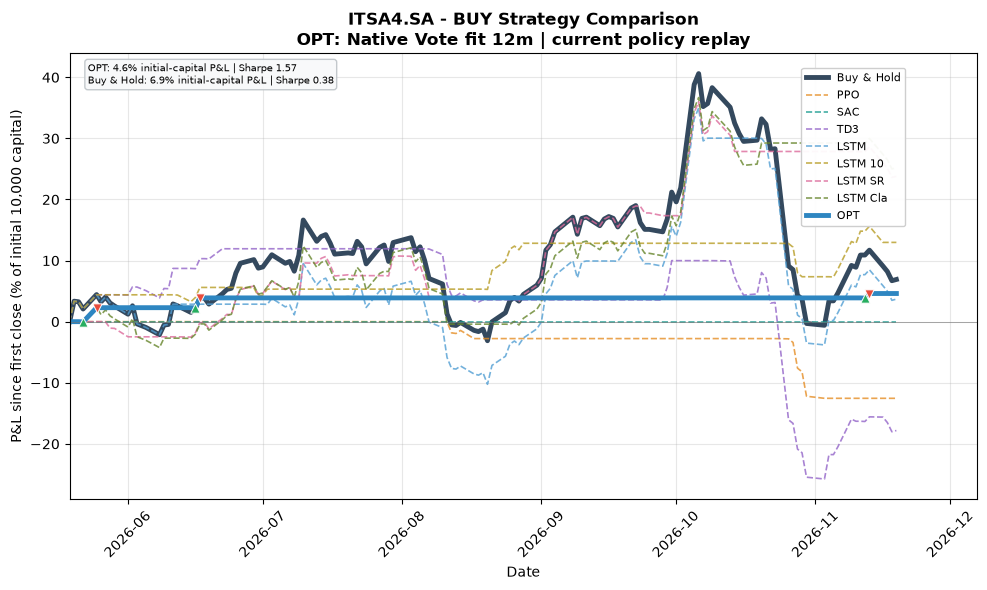 ITSA4.SA - BUY Strategy Comparison
OPT: Native Vote fit 12m | current policy replay
OPT: 4.6% initial-capital P&L | Sharpe 1.57
Buy & Hold: 6.9% initial-capital P&L | Sharpe 0.38
Buy & Hold
PPO
SAC
TD3
LSTM
LSTM 10
LSTM SR
LSTM Cla
OPT
P&L since first close (% of initial 10,000 capital)
40
30
20
10
0
−10
−20
2026-06
2026-07
2026-08
2026-09
2026-10
2026-11
2026-12
Date